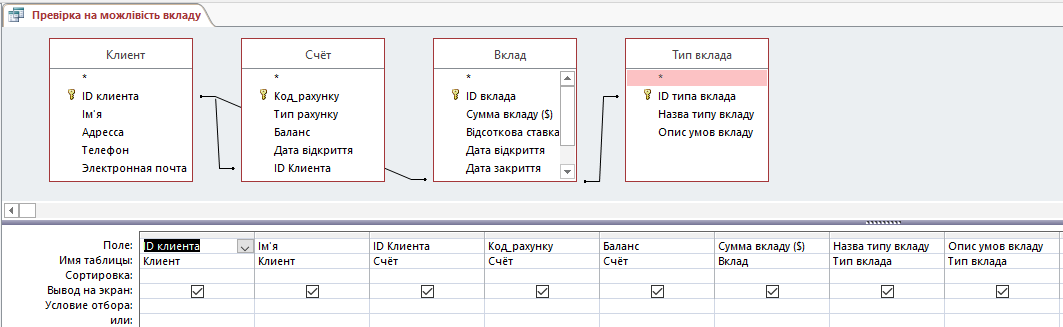 Превірка на можлівість вкладу
Клиент
*
ID клиента
Ім'я
Адресса
Телефон
Электронная почта
Счёт
*
Код_рахунку
Тип рахунку
Баланс
Дата відкриття
ID Клиента
Вклад
*
ID вклада
Сумма вкладу ($)
Відсоткова ставка
Дата відкриття
Дата закриття
Тип вклада
*
ID типа вклада
Назва типу вкладу
Опис умов вкладу
Поле: ID клиента Ім'я ID Клиента Код_рахунку Баланс Сумма вкладу ($) Назва типу вкладу Опис умов вкладу
Имя таблицы: Клиент Клиент Счёт Счёт Счёт Вклад Тип вклада Тип вклада
Сортировка:
Вывод на экран:
Условие отбора:
или: